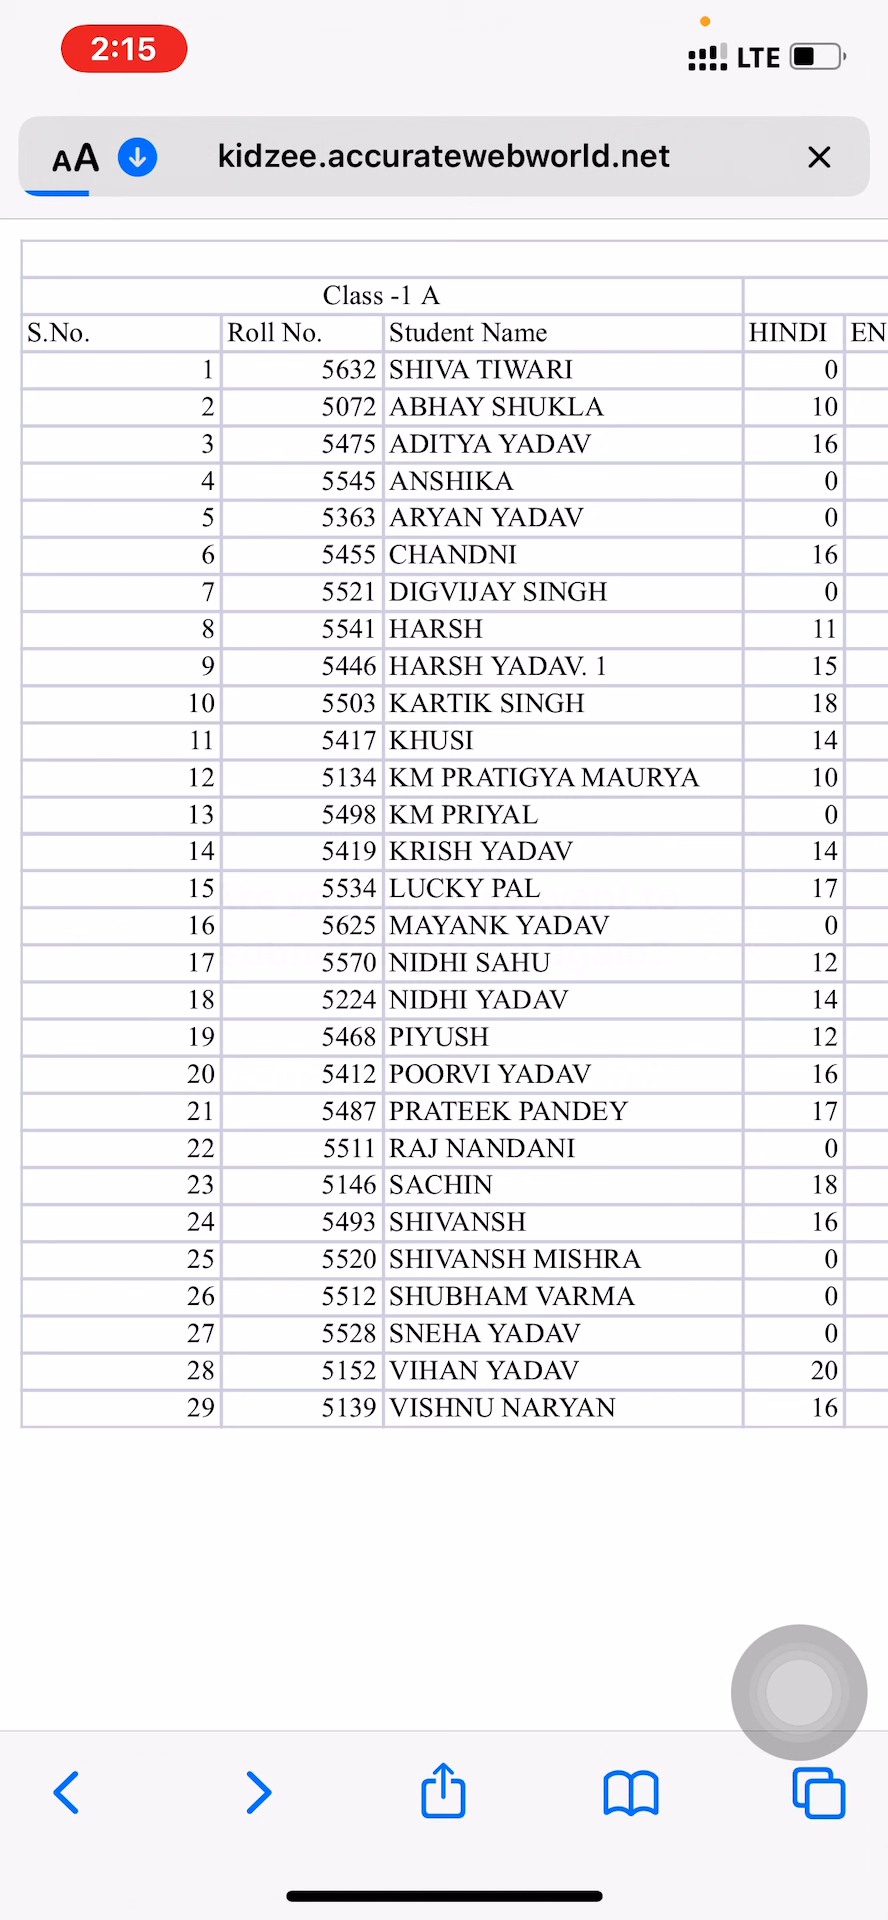 2:15
LTE
AA kidzee.accuratewebworld.net
Class -1 A
S.No. Roll No. Student Name HINDI EN
1 5632 SHIVA TIWARI 0
2 5072 ABHAY SHUKLA 10
3 5475 ADITYA YADAV 16
4 5545 ANSHIKA 0
5 5363 ARYAN YADAV 0
6 5455 CHANDNI 16
7 5521 DIGVIJAY SINGH 0
8 5541 HARSH 11
9 5446 HARSH YADAV. 1 15
10 5503 KARTIK SINGH 18
11 5417 KHUSI 14
12 5134 KM PRATIGYA MAURYA 10
13 5498 KM PRIYAL 0
14 5419 KRISH YADAV 14
15 5534 LUCKY PAL 17
16 5625 MAYANK YADAV 0
17 5570 NIDHI SAHU 12
18 5224 NIDHI YADAV 14
19 5468 PIYUSH 12
20 5412 POORVI YADAV 16
21 5487 PRATEEK PANDEY 17
22 5511 RAJ NANDANI 0
23 5146 SACHIN 18
24 5493 SHIVANSH 16
25 5520 SHIVANSH MISHRA 0
26 5512 SHUBHAM VARMA 0
27 5528 SNEHA YADAV 0
28 5152 VIHAN YADAV 20
29 5139 VISHNU NARYAN 16